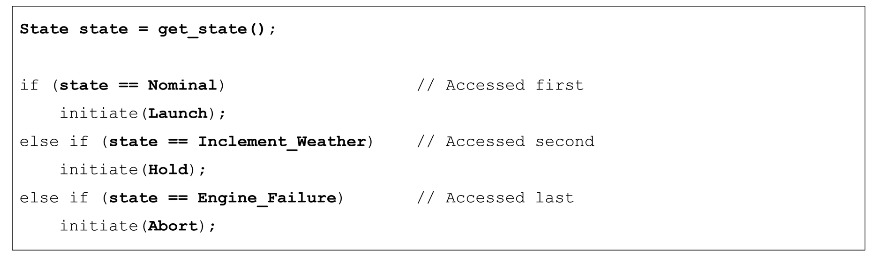 State state = get_state();
if (state == Nominal) // Accessed first
initiate(Launch);
else if (state == Inclement_Weather) // Accessed second
initiate(Hold);
else if (state == Engine_Failure) // Accessed last
initiate(Abort);